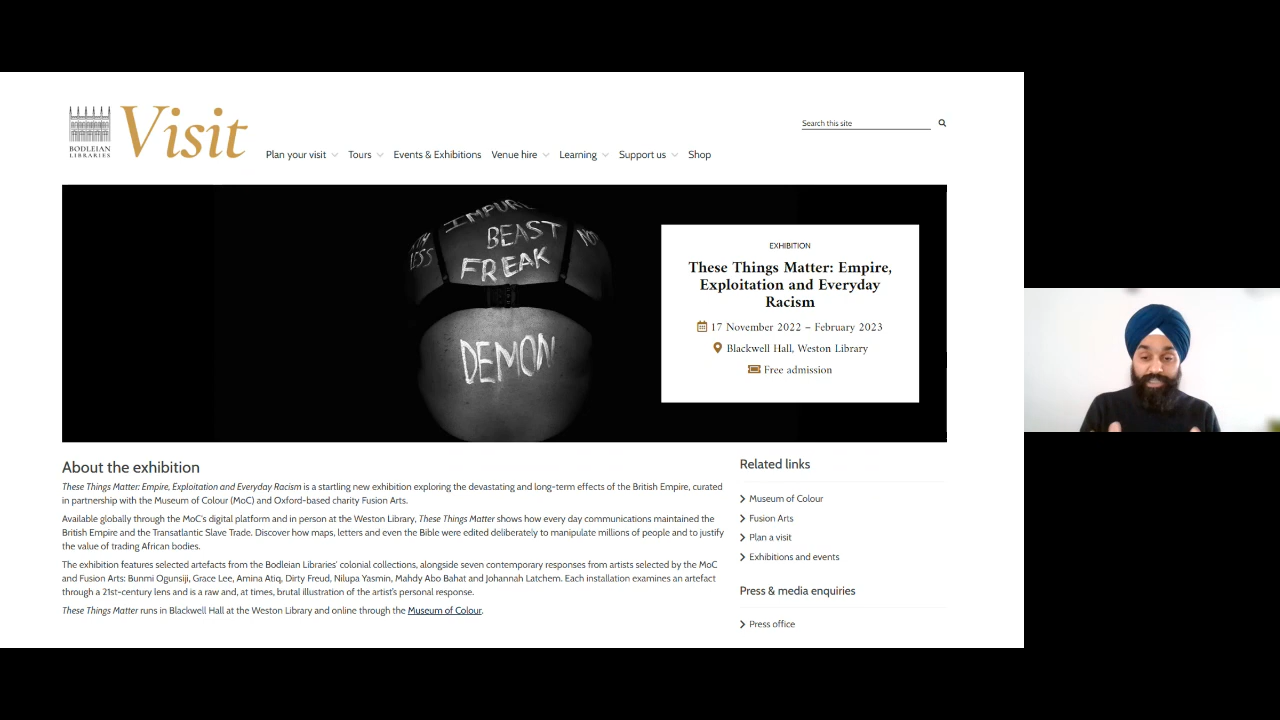 BODLEIAN
LIBRARIES
Visit
Search this site
Plan your visit Tours Events & Exhibitions Venue hire Learning Support us Shop
BEAST
FREAK
DEMON
EXHIBITION
These Things Matter: Empire,
Exploitation and Everyday
Racism
17 November 2022 – February 2023
Blackwell Hall, Weston Library
Free admission
About the exhibition
These Things Matter: Empire, Exploitation and Everyday Racism is a startling new exhibition exploring the devastating and long-term effects of the British Empire, curated
in partnership with the Museum of Colour (MoC) and Oxford-based charity Fusion Arts.
Available globally through the MoC's digital platform and in person at the Weston Library, These Things Matter shows how every day communications maintained the
British Empire and the Transatlantic Slave Trade. Discover how maps, letters and even the Bible were edited deliberately to manipulate millions of people and to justify
the value of trading African bodies.
The exhibition features selected artefacts from the Bodleian Libraries' colonial collections, alongside seven contemporary responses from artists selected by the MoC
and Fusion Arts: Bunmi Ogunsiji, Grace Lee, Amina Atiq, Dirty Freud, Nilupa Yasmin, Mahdy Abo Bahat and Johannah Latchem. Each installation examines an artefact
through a 21st-century lens and is a raw and, at times, brutal illustration of the artist's personal response.
These Things Matter runs in Blackwell Hall at the Weston Library and online through the Museum of Colour.
Related links
Museum of Colour
Fusion Arts
Plan a visit
Exhibitions and events
Press & media enquiries
Press office